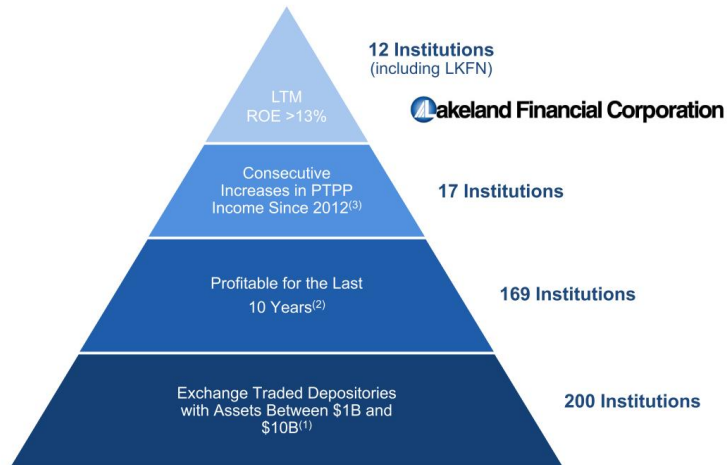 12 Institutions
(including LKFN)
LTM
ROE >13%
Lakeland Financial Corporation
Consecutive
Increases in PTPP
Income Since 2012(3)
17 Institutions
Profitable for the Last
10 Years(2)
169 Institutions
Exchange Traded Depositories
with Assets Between $1B and
$10B(1)
200 Institutions